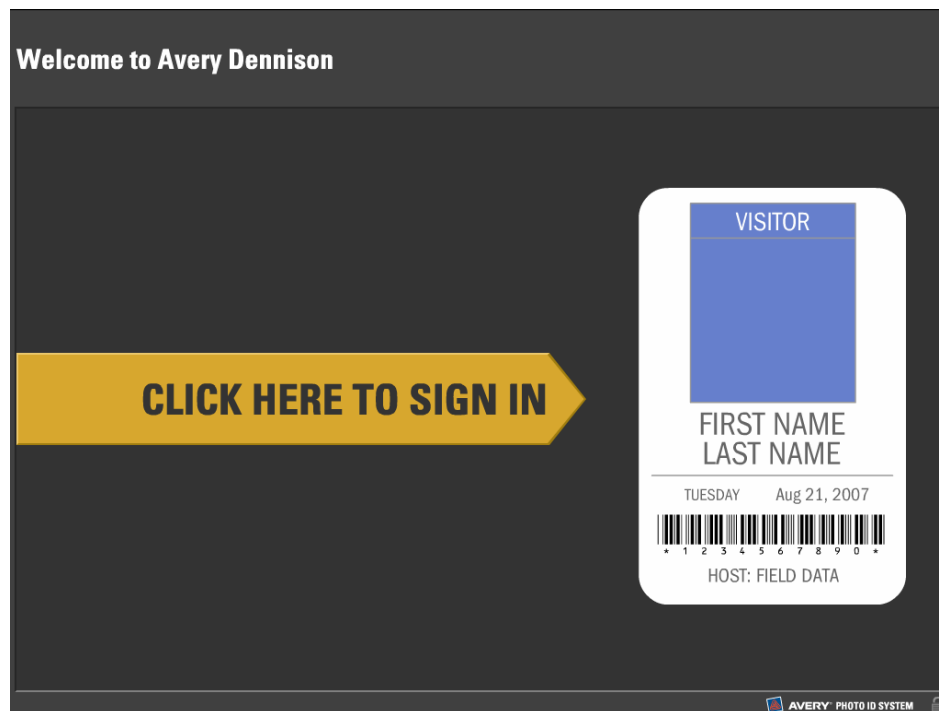 Welcome to Avery Dennison
VISITOR
CLICK HERE TO SIGN IN
FIRST NAME
LAST NAME
TUESDAY Aug 21, 2007
* 1 2 3 4 5 6 7 8 9 0 *
HOST: FIELD DATA
AVERY® PHOTO ID SYSTEM